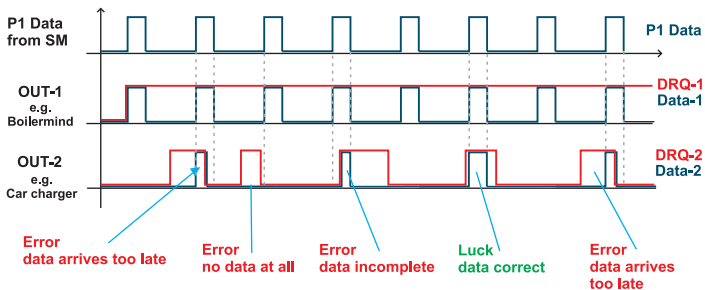 P1 Data
from SM
P1 Data
OUT-1
e.g.
Boilermind
DRQ-1
Data-1
OUT-2
e.g.
Car charger
DRQ-2
Data-2
Error
data arrives too late
Error
no data at all
Error
data incomplete
Luck
data correct
Error
data arrives
too late